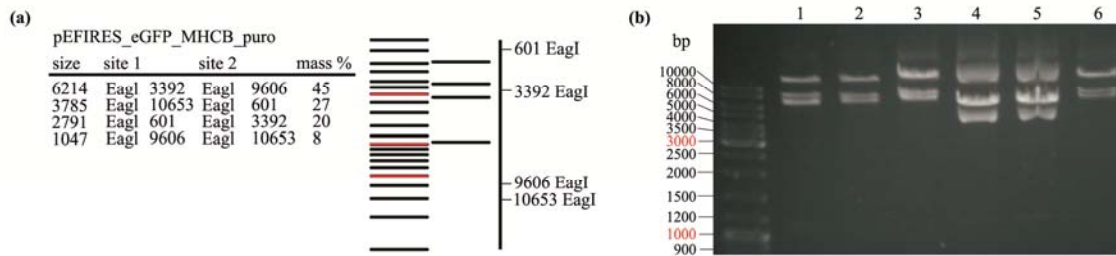 (a)
pEFIRES_eGFP_MHCB_puro
size site 1 site 2 mass %
6214 EagI 3392 EagI 9606 45
3785 EagI 10653 EagI 601 27
2791 EagI 601 EagI 3392 20
1047 EagI 9606 EagI 10653 8
601 EagI
3392 EagI
9606 EagI
10653 EagI
(b)
1 2 3 4 5 6
bp
10000
8000
6000
5000
4000
3500
3000
2500
2000
1500
1200
1000
900